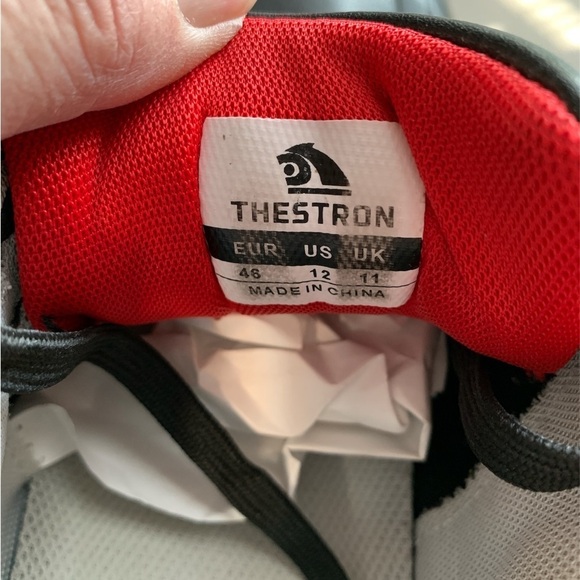 THESTRON
EUR US UK
46 12 11
MADE IN CHINA